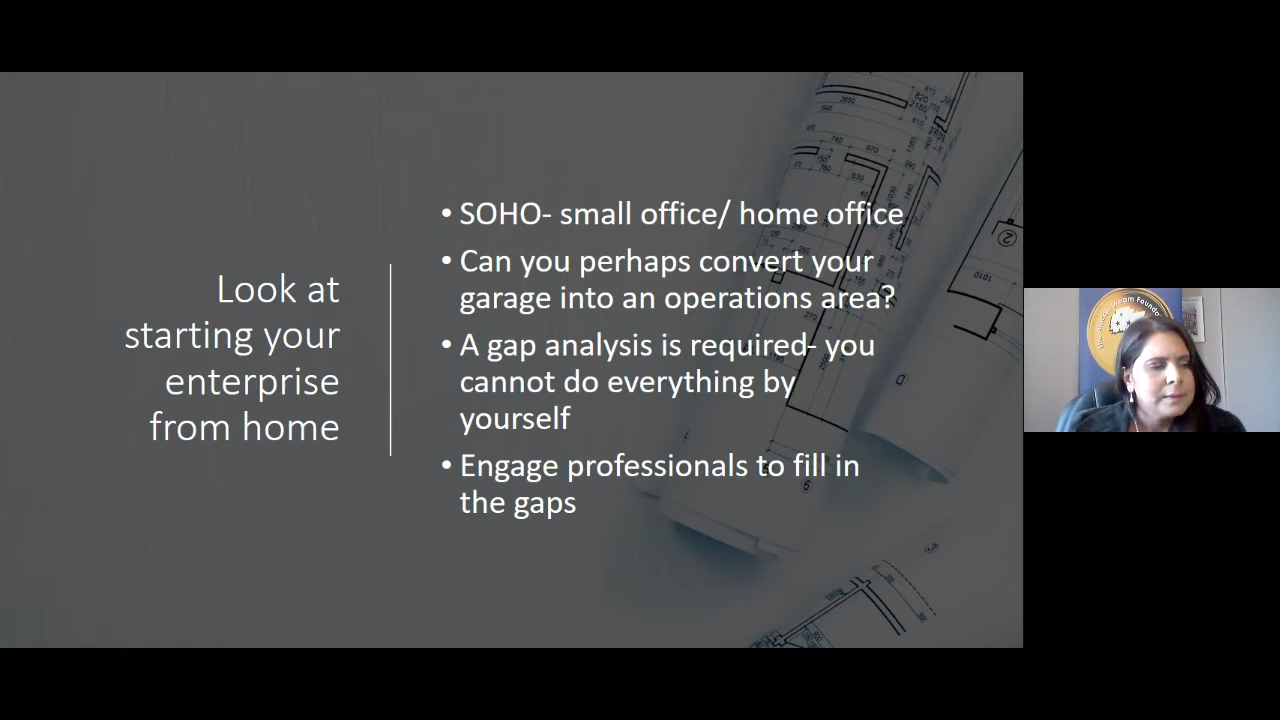 Look at
starting your
enterprise
from home
• SOHO- small office/ home office
• Can you perhaps convert your
garage into an operations area?
• A gap analysis is required- you
cannot do everything by
yourself
• Engage professionals to fill in
the gaps